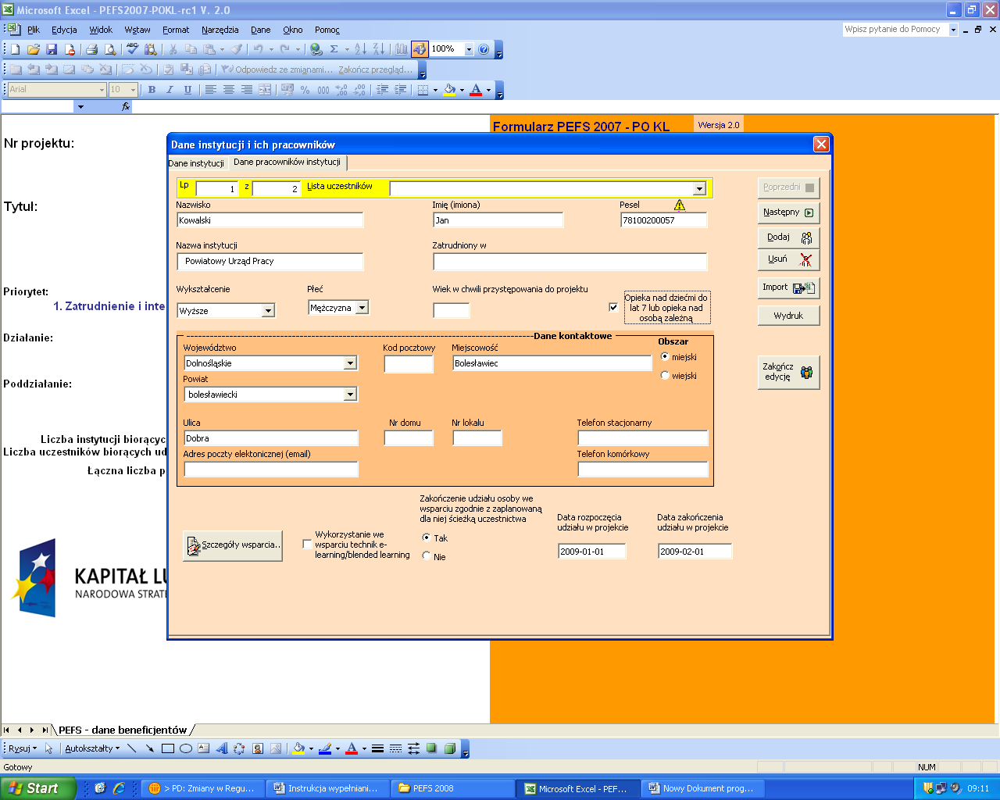 Microsoft Excel - PEFS2007-POKL-rc1 V. 2.0
Plik Edycja Widok Wstaw Format Narzędzia Dane Okno Pomoc
Wpisz pytanie do Pomocy
100%
Odpowiedz ze zmianami... Zakończ przegląd...
Arial 10
Formularz PEFS 2007 - PO KL
Wersja 2.0
Nr projektu:
Tytuł:
Priorytet:
1. Zatrudnienie i inte
Działanie:
Poddziałanie:
Liczba instytucji biorącyc
Liczba uczestników biorących ud
Łączna liczba p
KAPITAŁ LU
NARODOWA STRATE
Dane instytucji i ich pracowników
Dane instytucji
Dane pracowników instytucji
Lp 1 z 2 Lista uczestników
Nazwisko
Kowalski
Imię (imiona)
Jan
Pesel
78100200057
Nazwa instytucji
Powiatowy Urząd Pracy
Zatrudniony w
Wykształcenie
Wyższe
Płeć
Mężczyzna
Wiek w chwili przystępowania do projektu
Opieka nad dziećmi do
lat 7 lub opieka nad
osobą zależną
Dane kontaktowe
Województwo
Dolnośląskie
Kod pocztowy
Miejscowość
Bolesławiec
Obszar
miejski
wiejski
Powiat
bolesławiecki
Ulica
Dobra
Nr domu
Nr lokalu
Telefon stacjonarny
Adres poczty elektonicznej (email)
Telefon komórkowy
Szczegóły wsparcia..
Wykorzystanie we
wsparciu technik e-
learning/blended learning
Zakończenie udziału osoby we
wsparciu zgodnie z zaplanowaną
dla niej ścieżką uczestnictwa
Tak
Nie
Data rozpoczęcia
udziału w projekcie
2009-01-01
Data zakończenia
udziału w projekcie
2009-02-01
Poprzedni
Następny
Dodaj
Usuń
Import
Wydruk
Zakończ
edycję
PEFS - dane beneficjentów
Rysuj Autokształty
Gotowy
NUM
Start
> PD: Zmiany w Regu...
Instrukcja wypełniani...
PEFS 2008
Microsoft Excel - PEF...
Nowy Dokument prog...
09:11